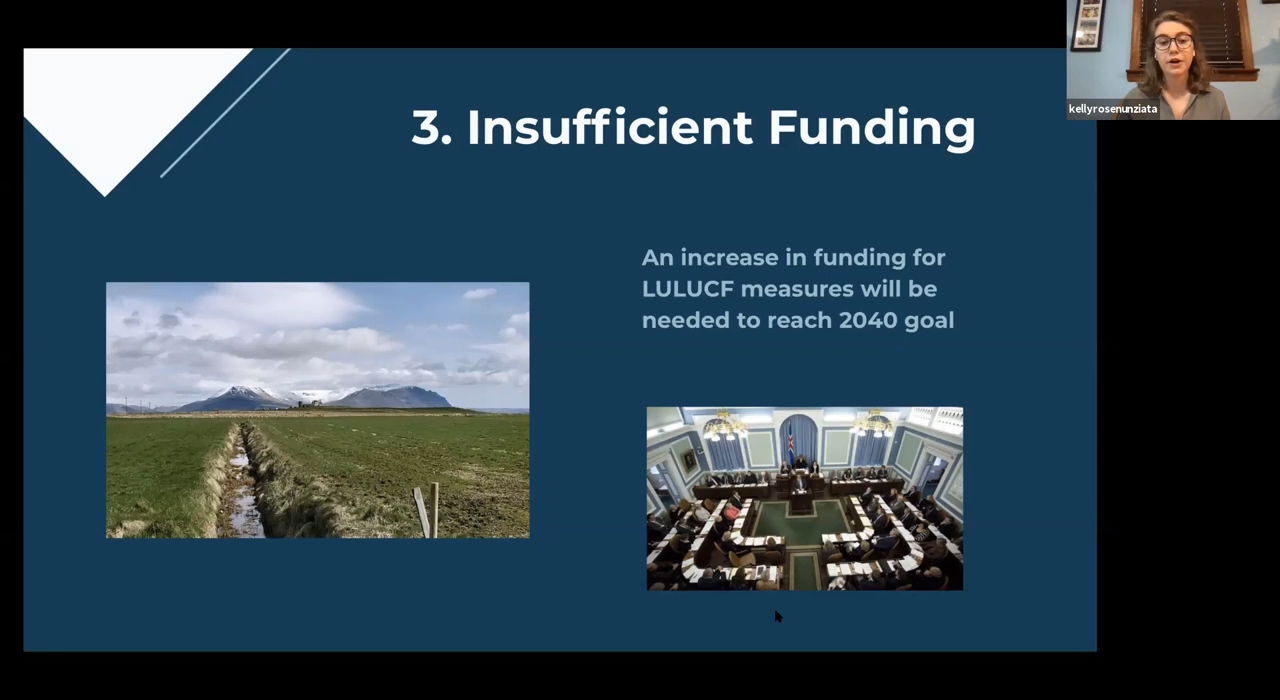 3. Insufficient Funding
kellyrosenunziata
An increase in funding for
LULUCF measures will be
needed to reach 2040 goal